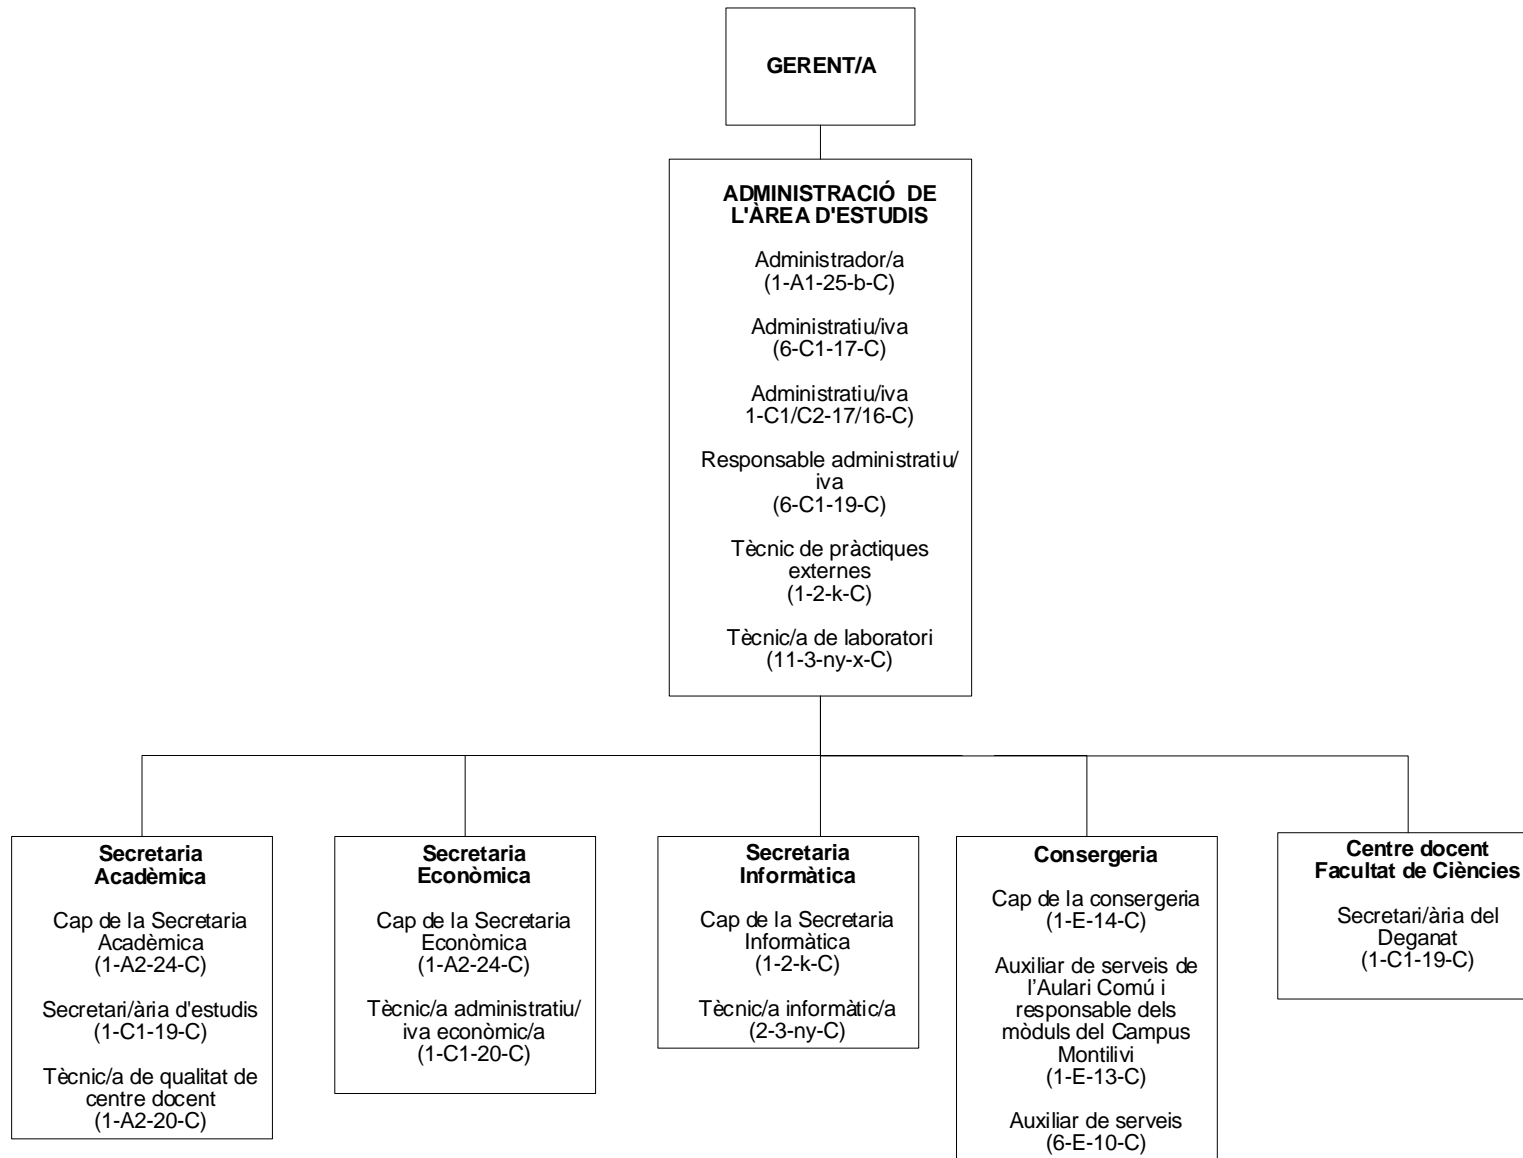 GERENT/A
ADMINISTRACIÓ DE
L'ÀREA D'ESTUDIS
Administrador/a
(1-A1-25-b-C)
Administratiu/iva
(6-C1-17-C)
Administratiu/iva
1-C1/C2-17/16-C)
Responsable administratiu/
iva
(6-C1-19-C)
Tècnic de pràctiques
externes
(1-2-k-C)
Tècnic/a de laboratori
(11-3-ny-x-C)
Secretaria
Acadèmica
Cap de la Secretaria
Acadèmica
(1-A2-24-C)
Secretari/ària d'estudis
(1-C1-19-C)
Tècnic/a de qualitat de
centre docent
(1-A2-20-C)
Secretaria
Econòmica
Cap de la Secretaria
Econòmica
(1-A2-24-C)
Tècnic/a administratiu/
iva econòmic/a
(1-C1-20-C)
Secretaria
Informàtica
Cap de la Secretaria
Informàtica
(1-2-k-C)
Tècnic/a informàtic/a
(2-3-ny-C)
Consergeria
Cap de la consergeria
(1-E-14-C)
Auxiliar de serveis de
l'Aulari Comú i
responsable dels
mòduls del Campus
Montilivi
(1-E-13-C)
Auxiliar de serveis
(6-E-10-C)
Centre docent
Facultat de Ciències
Secretari/ària del
Deganat
(1-C1-19-C)